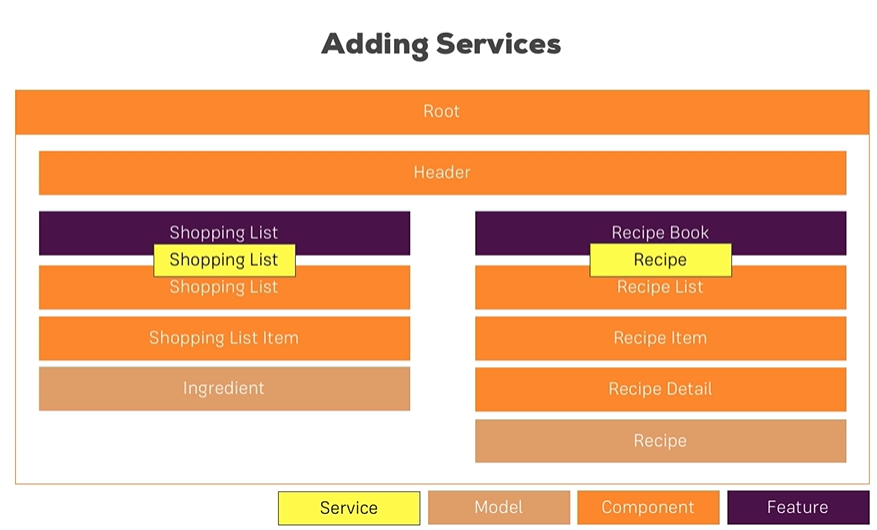 Adding Services
Root
Header
Shopping List
Shopping List
Shopping List
Shopping List Item
Ingredient
Recipe Book
Recipe
Recipe List
Recipe Item
Recipe Detail
Recipe
Service
Model
Component
Feature